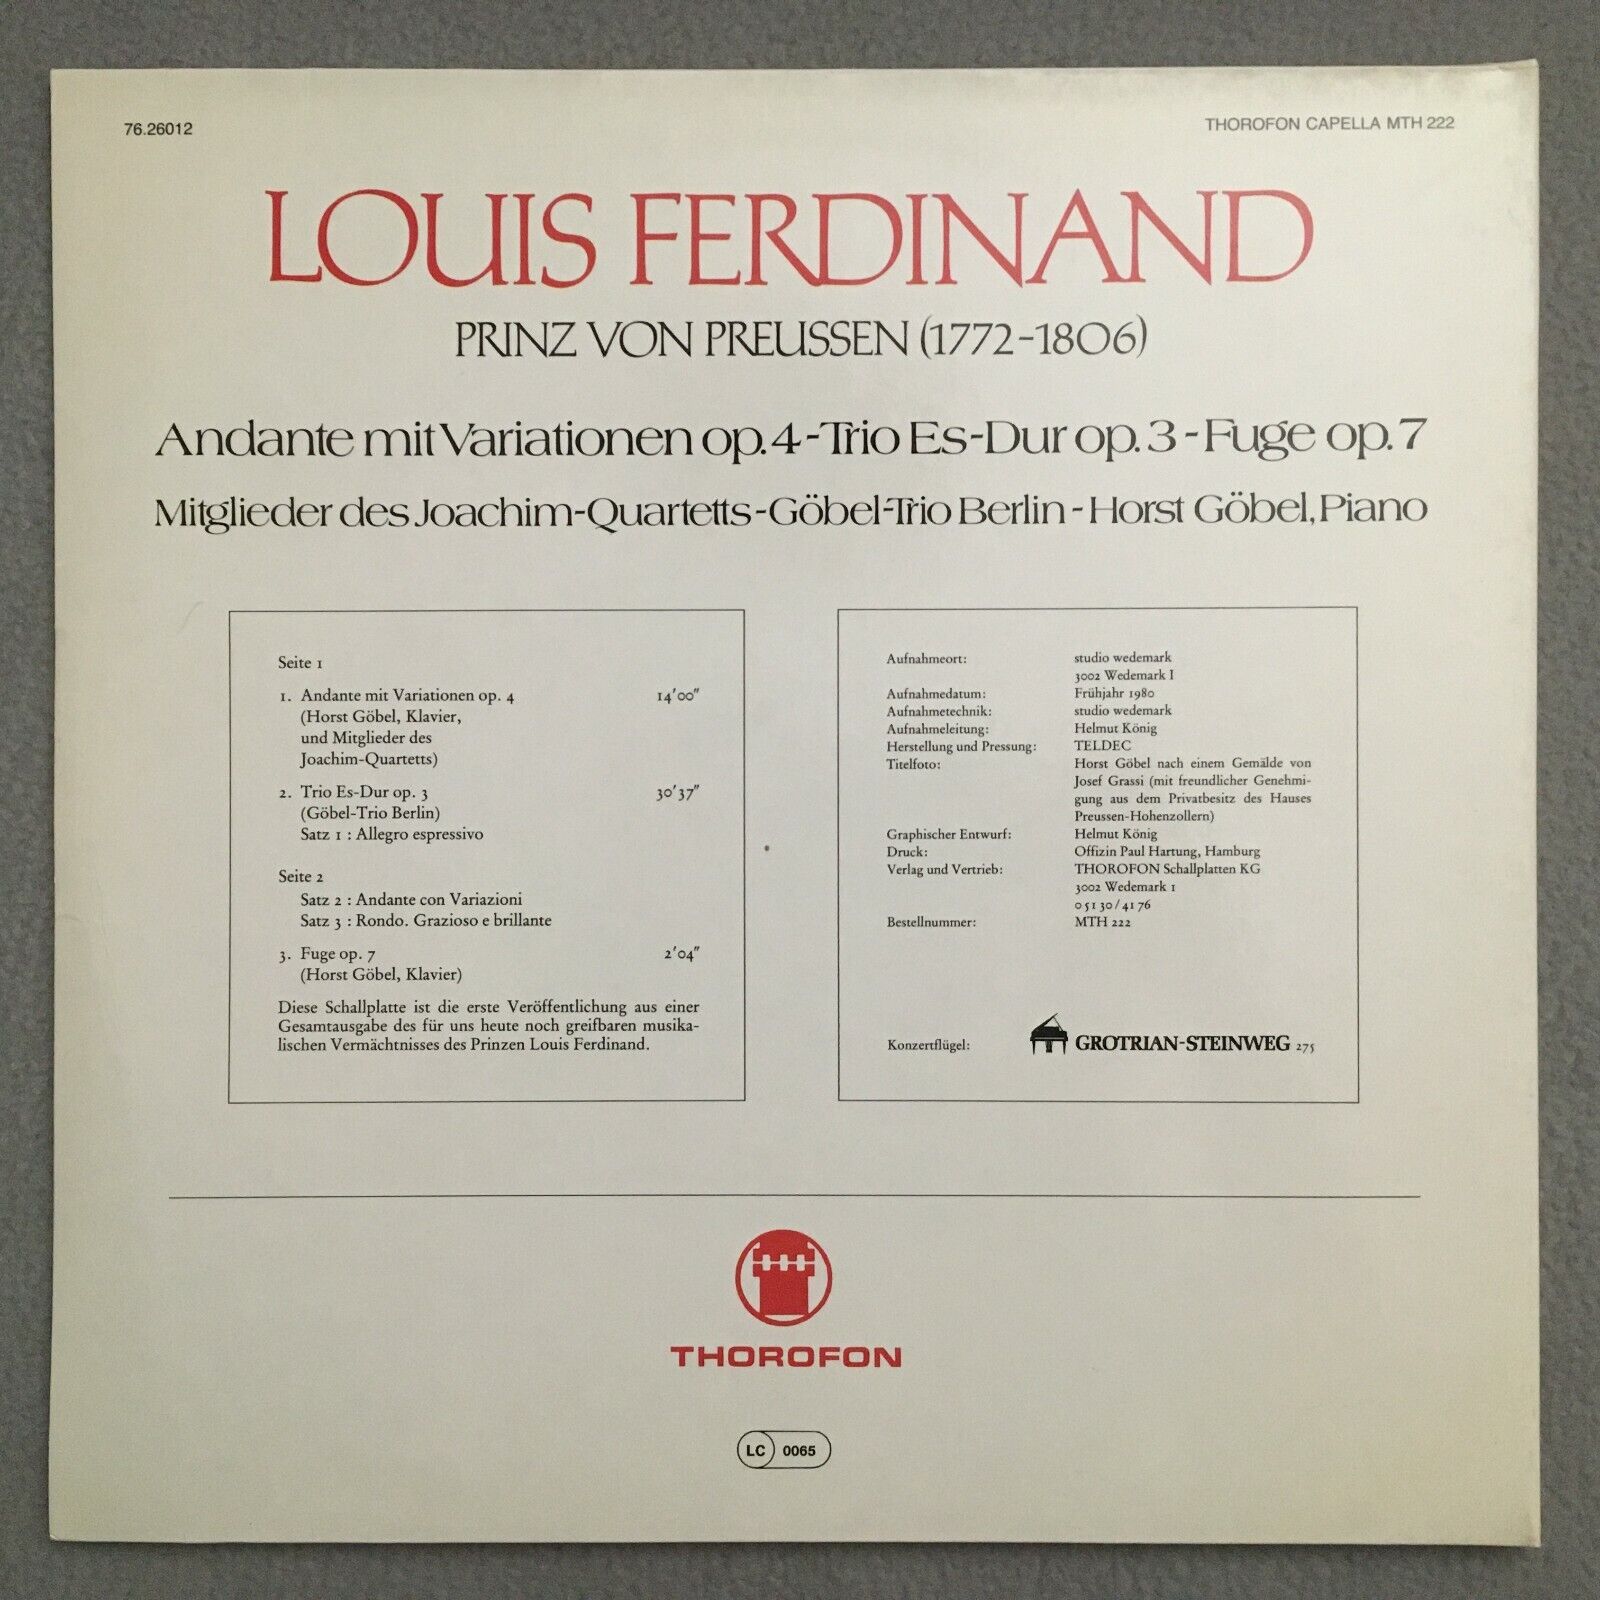 76.26012
THOROFON CAPELLA MTH 222
LOUIS FERDINAND
PRINZ VON PREUSSEN (1772-1806)
Andante mit Variationen op. 4 - Trio Es-Dur op. 3 - Fuge op. 7
Mitglieder des Joachim-Quartetts - Göbel-Trio Berlin - Horst Göbel, Piano
Seite 1
1. Andante mit Variationen op. 4 14'00"
(Horst Göbel, Klavier,
und Mitglieder des
Joachim-Quartetts)
2. Trio Es-Dur op. 3 30'37"
(Göbel-Trio Berlin)
Satz 1 : Allegro espressivo
Seite 2
Satz 2 : Andante con Variazioni
Satz 3 : Rondo. Grazioso e brillante
3. Fuge op. 7 2'04"
(Horst Göbel, Klavier)
Diese Schallplatte ist die erste Veröffentlichung aus einer
Gesamtausgabe des für uns heute noch greifbaren musika-
lischen Vermächtnisses des Prinzen Louis Ferdinand.
Aufnahmeort: studio wedemark
3002 Wedemark I
Aufnahmedatum: Frühjahr 1980
Aufnahmetechnik: studio wedemark
Aufnahmeleitung: Helmut König
Herstellung und Pressung: TELDEC
Titelfoto: Horst Göbel nach einem Gemälde von
Josef Grassi (mit freundlicher Genehmi-
gung aus dem Privatbesitz des Hauses
Preussen-Hohenzollern)
Graphischer Entwurf: Helmut König
Druck: Offizin Paul Hartung, Hamburg
Verlag und Vertrieb: THOROFON Schallplatten KG
3002 Wedemark 1
0 51 30 / 41 76
Bestellnummer: MTH 222
Konzertflügel: GROTRIAN-STEINWEG 275
THOROFON
LC 0065